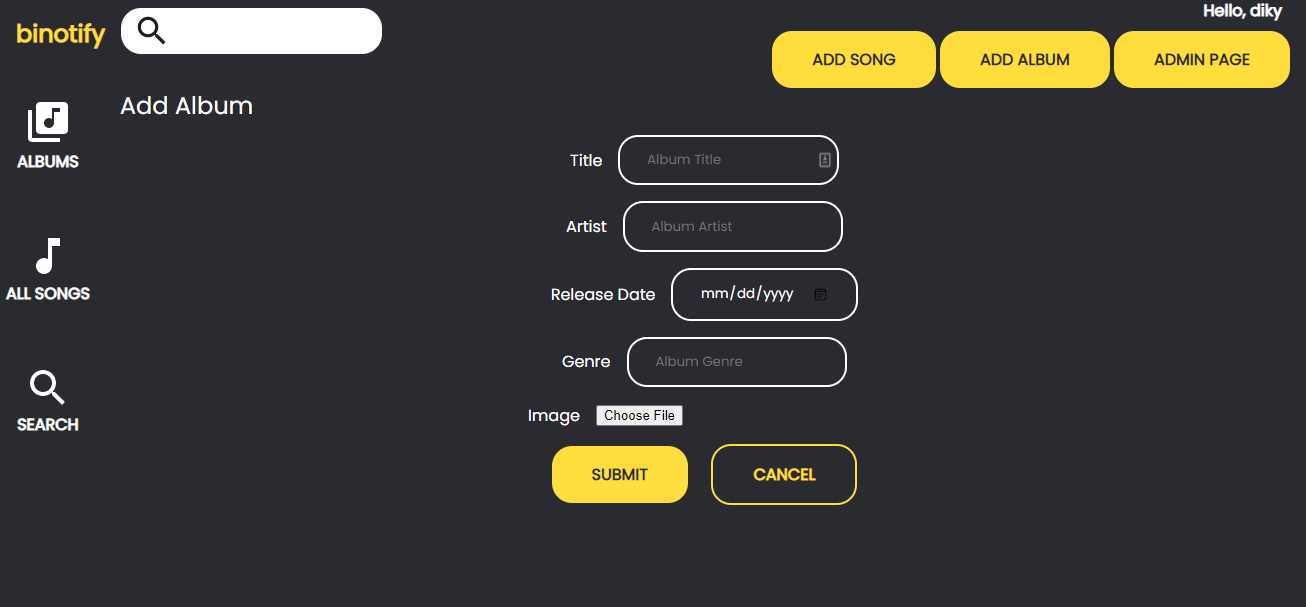 binotify
Hello, diky
ADD SONG ADD ALBUM ADMIN PAGE
ALBUMS
ALL SONGS
SEARCH
Add Album
Title Album Title
Artist Album Artist
Release Date mm/dd/yyyy
Genre Album Genre
Image Choose File
SUBMIT CANCEL